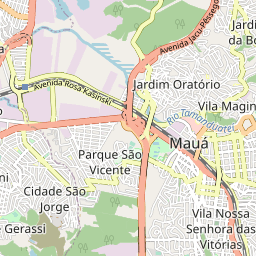 Avenida Jacu-Pêssego
Jardim
da Bo
Avenida Rosa Kasinski
Jardim Oratório
Vila Magin
Rio Tamanduateí
Mauá
Parque São
Vicente
ni
Cidade São
Jorge
Vila Nossa
Senhora das
Vitórias
e Gerassi